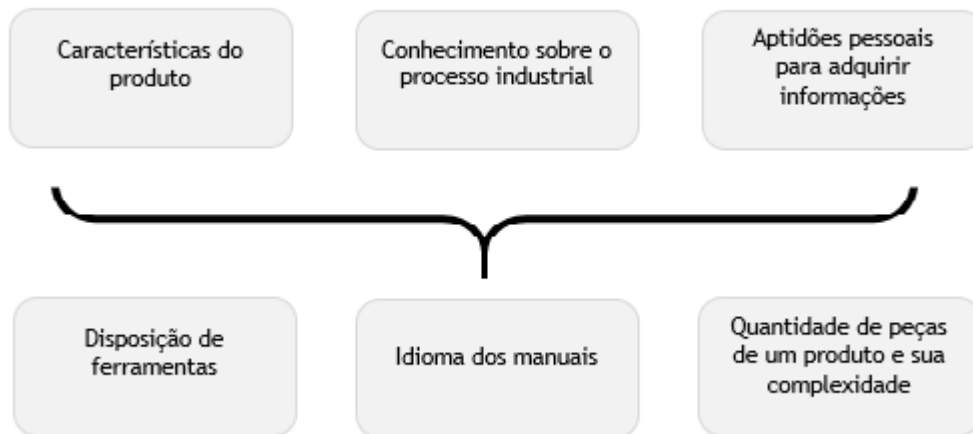 Características do
produto
Conhecimento sobre o
processo industrial
Aptidões pessoais
para adquirir
informações
Disposição de
ferramentas
Idioma dos manuais
Quantidade de peças
de um produto e sua
complexidade